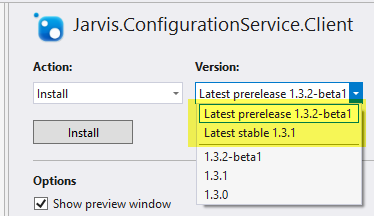 Jarvis.ConfigurationService.Client
Action: Version:
Install Latest prerelease 1.3.2-beta1
Latest prerelease 1.3.2-beta1
Latest stable 1.3.1
Install
1.3.2-beta1
1.3.1
Options
1.3.0
Show preview window